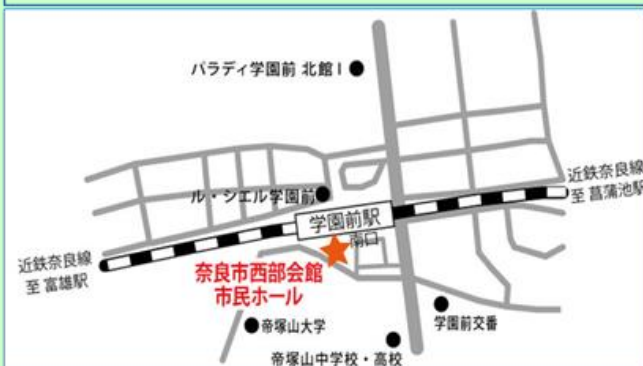 パラディ学園前 北館Ⅰ
近鉄奈良線
至 菖蒲池駅
ル・シエル学園前
学園前駅
南口
近鉄奈良線
至 富雄駅
奈良市西部会館
市民ホール
学園前交番
帝塚山大学
帝塚山中学校・高校